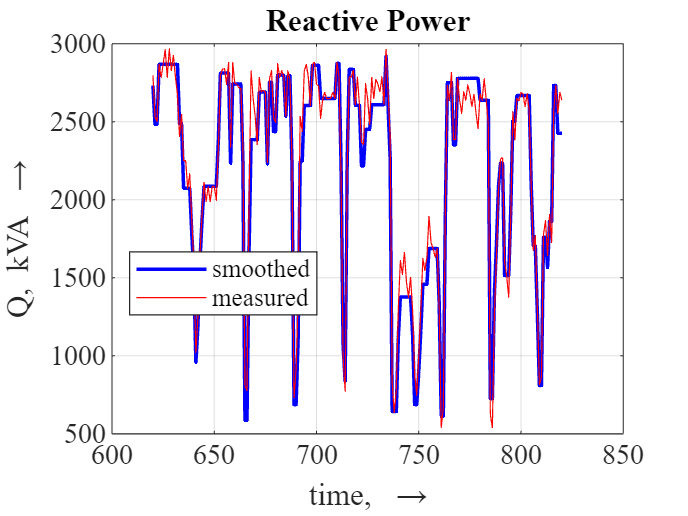 Reactive Power
3000
2500
2000
1500
1000
500
Q, kVA →
smoothed
measured
600
650
700
750
800
850
time, →